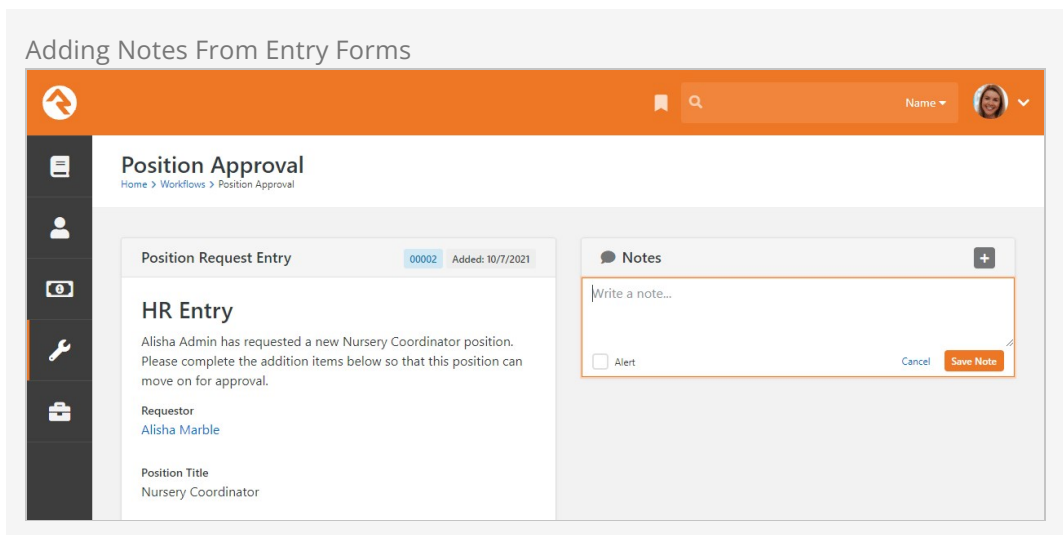 Adding Notes From Entry Forms
Name
Position Approval
Home > Workflows > Position Approval
Position Request Entry 00002 Added: 10/7/2021
HR Entry
Alisha Admin has requested a new Nursery Coordinator position.
Please complete the addition items below so that this position can
move on for approval.
Requestor
Alisha Marble
Position Title
Nursery Coordinator
Notes
Write a note...
Alert Cancel Save Note